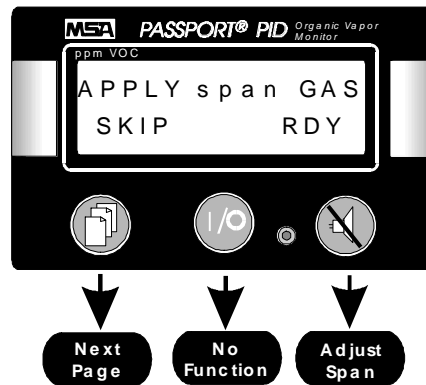 MSA PASSPORT® PID Organic Vapor
Monitor
ppm VOC
APPLY span GAS
SKIP RDY
I/O
Next No Adjust
Page Function Span